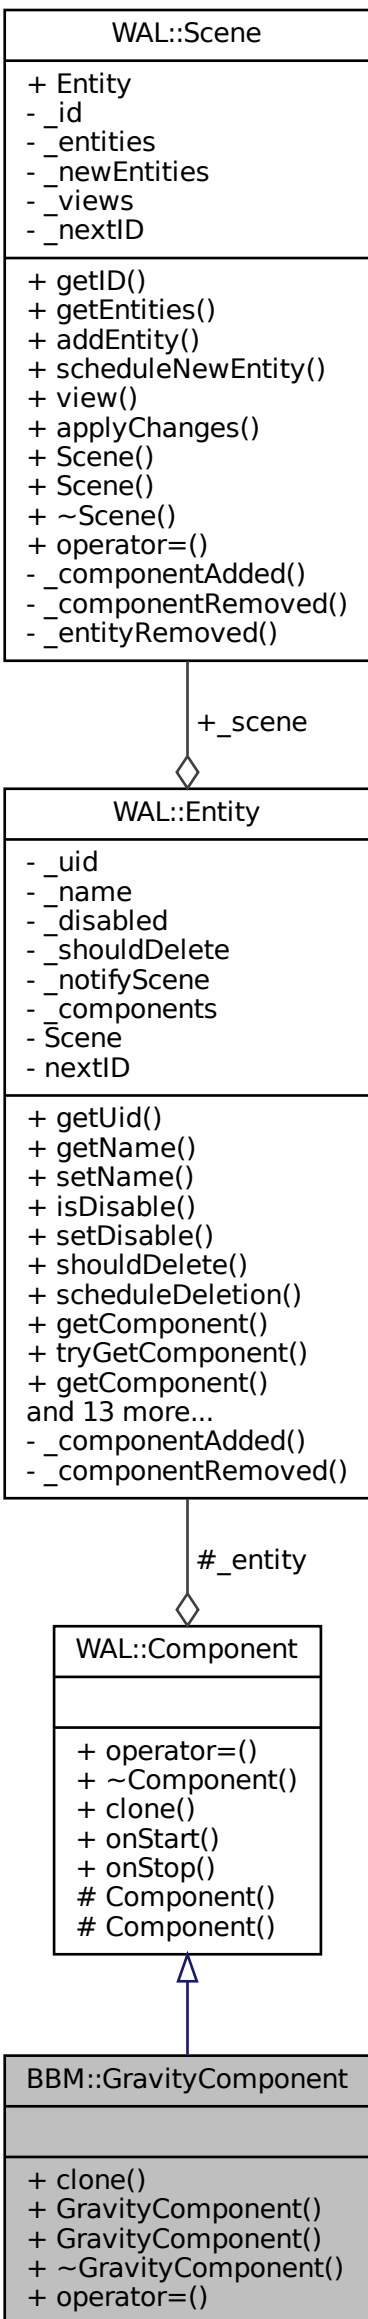 WAL::Scene
+ Entity
- _id
- _entities
- _newEntities
- _views
- _nextID
+ getID()
+ getEntities()
+ addEntity()
+ scheduleNewEntity()
+ view()
+ applyChanges()
+ Scene()
+ Scene()
+ ~Scene()
+ operator=()
- _componentAdded()
- _componentRemoved()
- _entityRemoved()
+_scene
WAL::Entity
- _uid
- _name
- _disabled
- _shouldDelete
- _notifyScene
- _components
- Scene
- nextID
+ getUid()
+ getName()
+ setName()
+ isDisable()
+ setDisable()
+ shouldDelete()
+ scheduleDeletion()
+ getComponent()
+ tryGetComponent()
+ getComponent()
and 13 more...
- _componentAdded()
- _componentRemoved()
#_entity
WAL::Component
+ operator=()
+ ~Component()
+ clone()
+ onStart()
+ onStop()
# Component()
# Component()
BBM::GravityComponent
+ clone()
+ GravityComponent()
+ GravityComponent()
+ ~GravityComponent()
+ operator=()